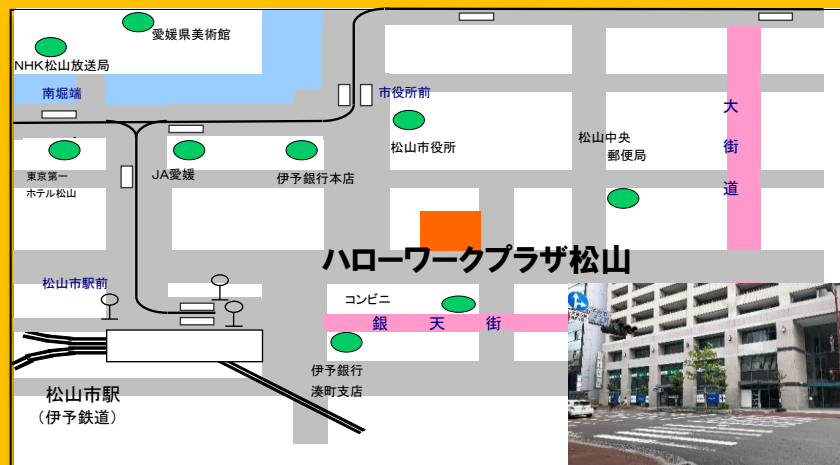 愛媛県美術館
NHK松山放送局
南堀端
市役所前
大街道
松山中央
郵便局
松山市役所
東京第一
ホテル松山
JA愛媛
伊予銀行本店
ハローワークプラザ松山
松山市駅前
コンビニ
銀天街
伊予銀行
湊町支店
松山市駅
（伊予鉄道）